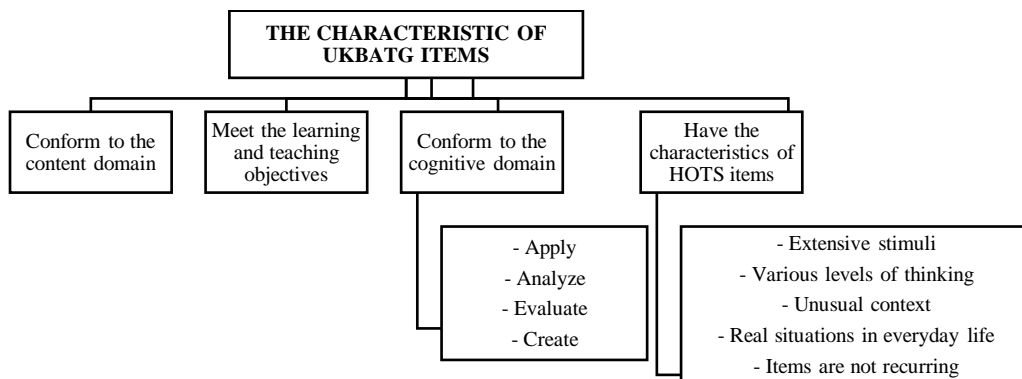 THE CHARACTERISTIC OF
UKBATG ITEMS
Conform to the
content domain
Meet the learning
and teaching
objectives
Conform to the
cognitive domain
Have the
characteristics of
HOTS items
- Apply
- Analyze
- Evaluate
- Create
- Extensive stimuli
- Various levels of thinking
- Unusual context
- Real situations in everyday life
- Items are not recurring